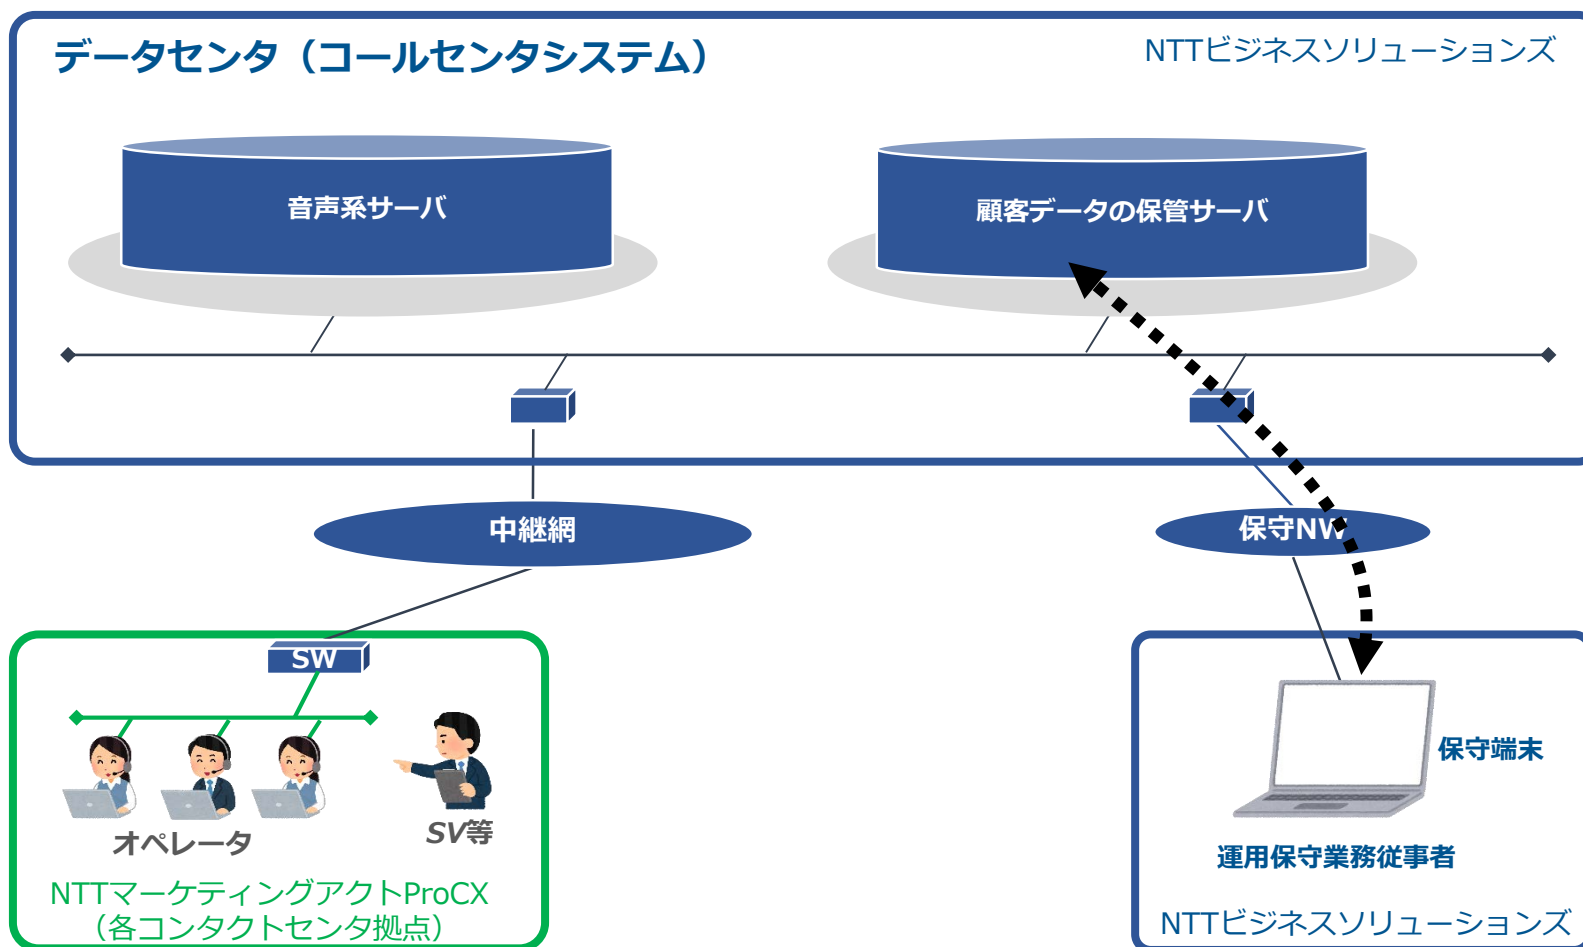 データセンタ（コールセンタシステム）
NTTビジネスソリューションズ
音声系サーバ
顧客データの保管サーバ
中継網
保守NW
SW
オペレータ
SV等
NTTマーケティングアクトProCX
（各コンタクトセンタ拠点）
保守端末
運用保守業務従事者
NTTビジネスソリューションズ